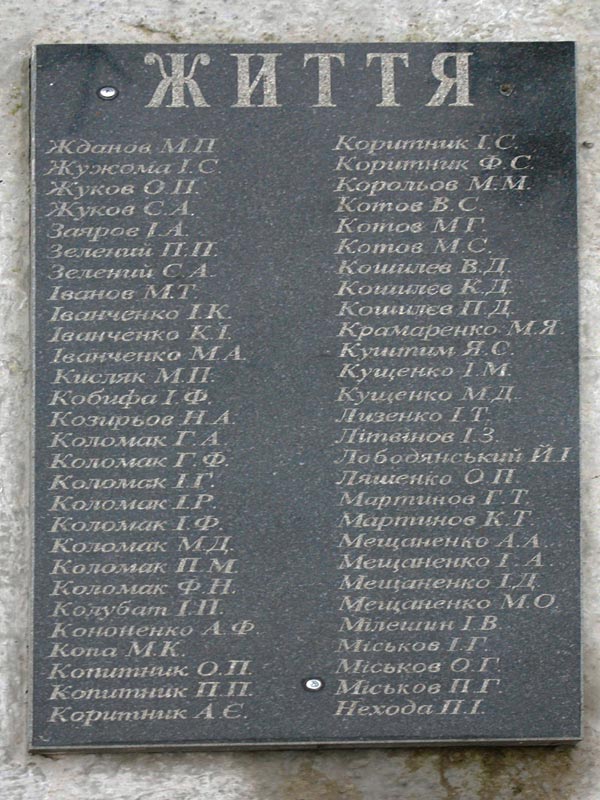 ЖИТТЯ
Жданов М.П
Жужома І.С
Жуков О.П.
Жуков С.А.
Заяров І.А.
Зелений П.П.
Зелений С.А.
Іванов М.Т.
Іванченко І.К.
Іванченко К.І.
Іванченко М.А.
Кисляк М.П.
Кобифа І.Ф.
Козирьов Н.А.
Коломак Г.А.
Коломак Г.Ф.
Коломак І.Г.
Коломак І.Р.
Коломак І.Ф.
Коломак М.Д.
Коломак П.М.
Коломак Ф.Н.
Колубат І.П.
Кононенко А.Ф.
Копа М.К.
Копитник О.П.
Копитник П.П.
Коритник А.Є.
Коритник І.С.
Коритник Ф.С.
Корольов М.М.
Котов В.С.
Котов М.Г.
Котов М.С.
Кошилев В.Д.
Кошилєв К.Д.
Кошилєв П.Д.
Крамаренко М.Я
Куштим Я.С.
Кущенко І.М.
Кущенко М.Д.
Лизенко І.Т.
Літвінов І.З.
Лободянський Й.І
Ляшенко О.П.
Мартинов Г.Т.
Мартинов К.Т.
Мещаненко А.А.
Мещаненко Г.А.
Мещаненко І.Д.
Мещаненко М.О.
Мілешин І.В.
Міськов І.Г.
Міськов О.Г.
Міськов П.Г.
Нехода П.І.